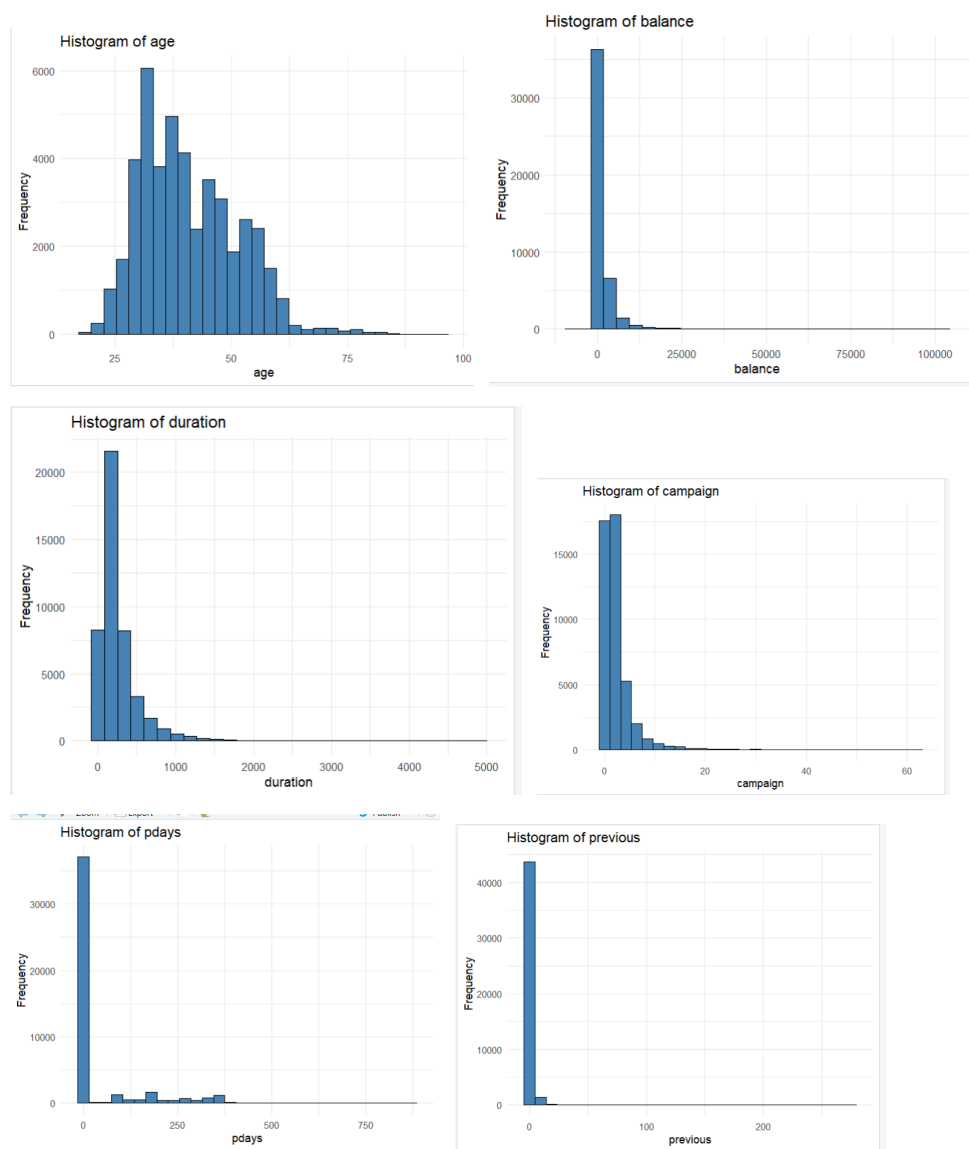 Histogram of age
6000
4000
2000
0
Frequency
25 50 75 100
age
Histogram of balance
30000
20000
10000
0
Frequency
0 25000 50000 75000 100000
balance
Histogram of duration
20000
15000
10000
5000
0
Frequency
0 1000 2000 3000 4000 5000
duration
Histogram of campaign
15000
10000
5000
0
Frequency
0 20 40 60
campaign
Histogram of pdays
30000
20000
10000
0
Frequency
0 250 500 750
pdays
Histogram of previous
40000
30000
20000
10000
0
Frequency
0 100 200
previous